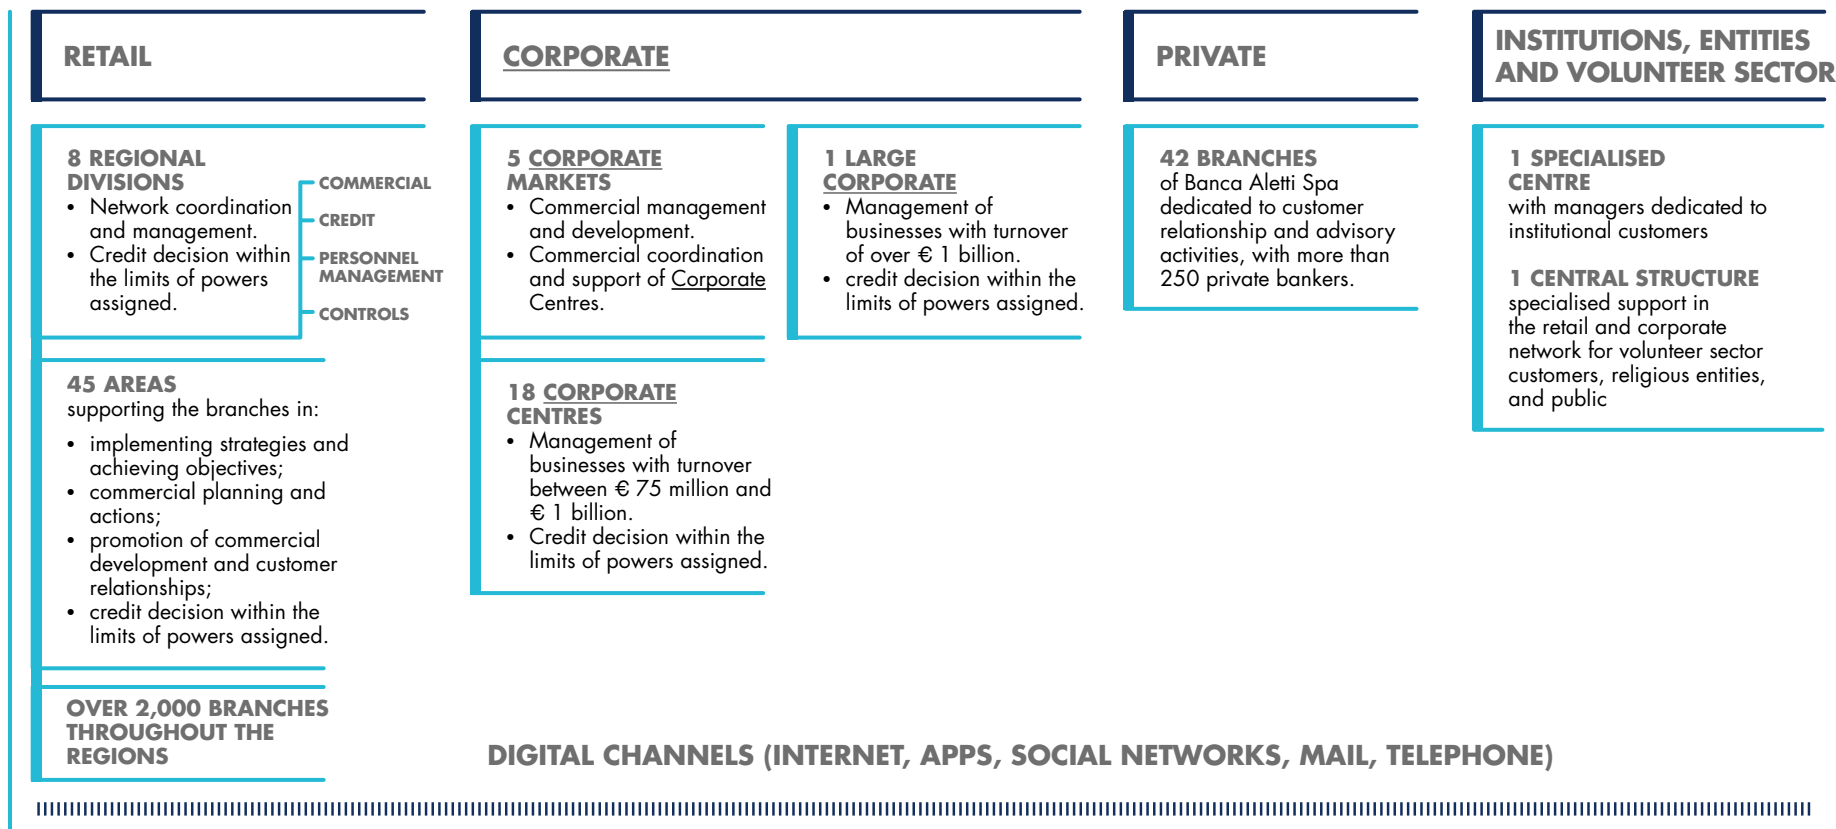 RETAIL
8 REGIONAL
DIVISIONS
• Network coordination
and management.
• Credit decision within
the limits of powers
assigned.
COMMERCIAL
CREDIT
PERSONNEL
MANAGEMENT
CONTROLS
45 AREAS
supporting the branches in:
• implementing strategies and
achieving objectives;
• commercial planning and
actions;
• promotion of commercial
development and customer
relationships;
• credit decision within the
limits of powers assigned.
OVER 2,000 BRANCHES
THROUGHOUT THE
REGIONS
CORPORATE
5 CORPORATE
MARKETS
• Commercial management
and development.
• Commercial coordination
and support of Corporate
Centres.
18 CORPORATE
CENTRES
• Management of
businesses with turnover
between € 75 million and
€ 1 billion.
• Credit decision within the
limits of powers assigned.
1 LARGE
CORPORATE
• Management of
businesses with turnover
of over € 1 billion.
• credit decision within the
limits of powers assigned.
PRIVATE
42 BRANCHES
of Banca Aletti Spa
dedicated to customer
relationship and advisory
activities, with more than
250 private bankers.
INSTITUTIONS, ENTITIES
AND VOLUNTEER SECTOR
1 SPECIALISED
CENTRE
with managers dedicated to
institutional customers
1 CENTRAL STRUCTURE
specialised support in
the retail and corporate
network for volunteer sector
customers, religious entities,
and public
DIGITAL CHANNELS (INTERNET, APPS, SOCIAL NETWORKS, MAIL, TELEPHONE)